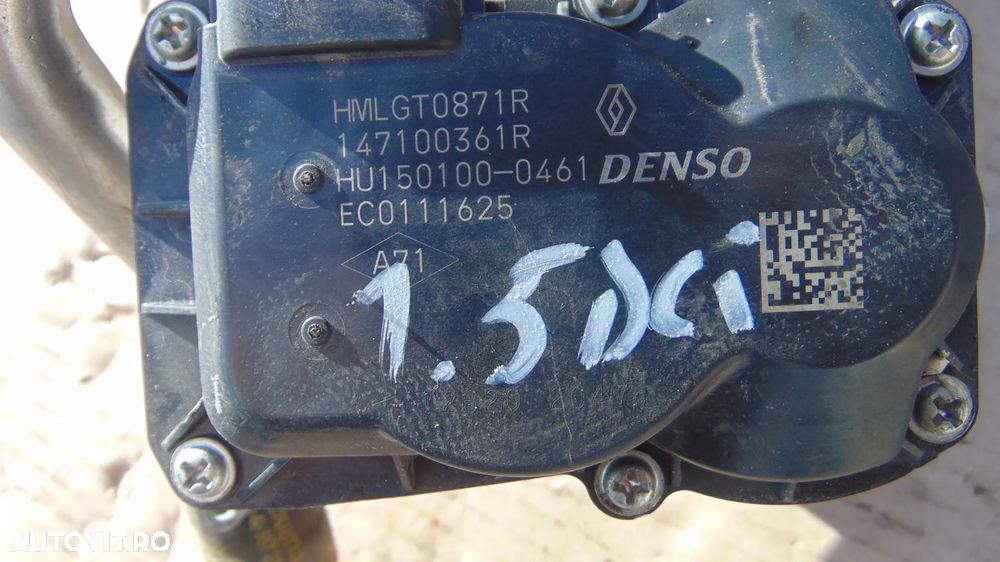 HMLGT0871R
147100361R
HU150100-0461 DENSO
EC0111625
A71
1.5DCi
AUTOVIT.RO